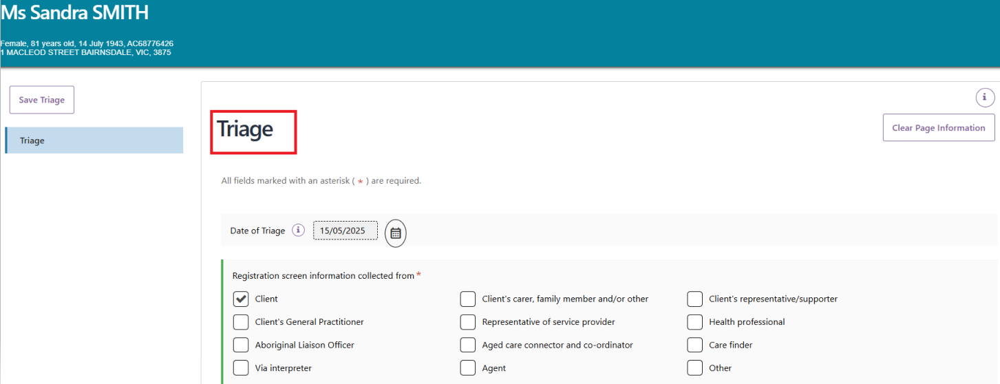 Ms Sandra SMITH
Female, 81 years old, 14 July 1943, AC68776426
1 MACLEOD STREET BAIRNSDALE, VIC, 3875
Save Triage
Triage
i
Triage
Clear Page Information
All fields marked with an asterisk ( * ) are required.
Date of Triage i 15/05/2025
Registration screen information collected from *
Client Client's carer, family member and/or other Client's representative/supporter
Client's General Practitioner Representative of service provider Health professional
Aboriginal Liaison Officer Aged care connector and co-ordinator Care finder
Via interpreter Agent Other